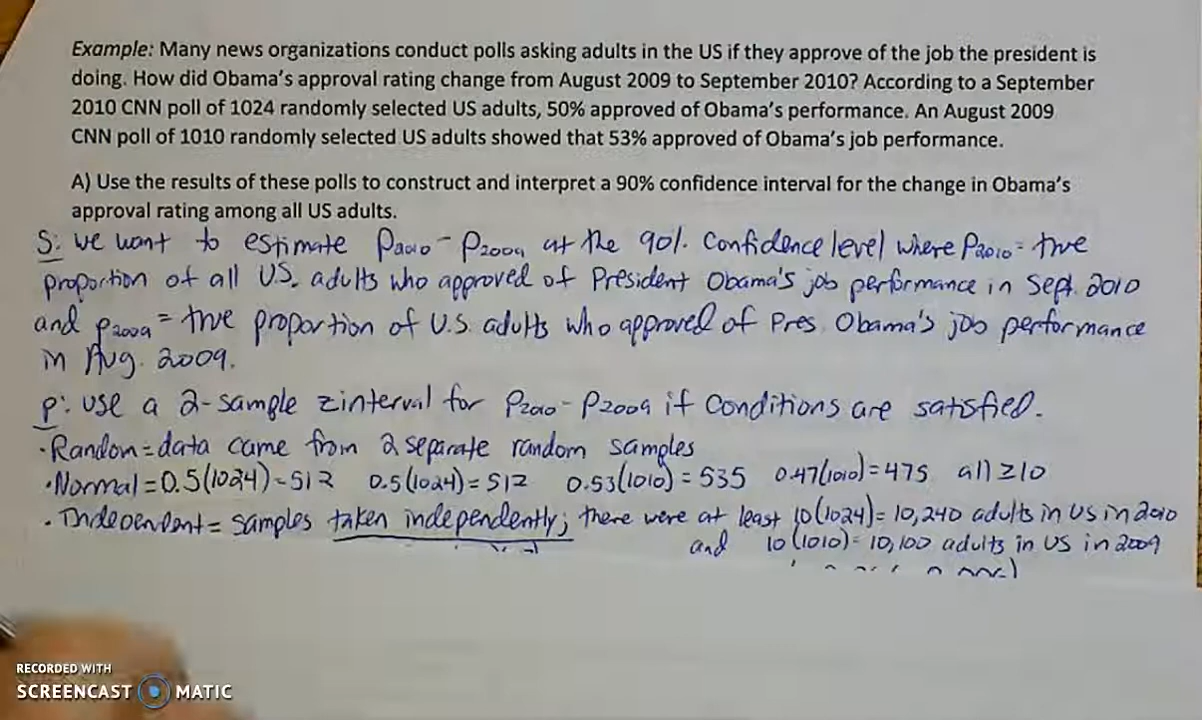 Example: Many news organizations conduct polls asking adults in the US if they approve of the job the president is
doing. How did Obama's approval rating change from August 2009 to September 2010? According to a September
2010 CNN poll of 1024 randomly selected US adults, 50% approved of Obama's performance. An August 2009
CNN poll of 1010 randomly selected US adults showed that 53% approved of Obama's job performance.
A) Use the results of these polls to construct and interpret a 90% confidence interval for the change in Obama's
approval rating among all US adults.
S: we want to estimate P2010 - P2009 at the 90% confidence level where P2010 = true
proportion of all U.S. adults who approved of President Obama's job performance in Sept. 2010
and P2009 = true proportion of U.S adults who approved of Pres. Obama's job performance
in Aug. 2009.
P: use a 2-sample z interval for P2010 - P2009 if conditions are satisfied.
• Random = data came from 2 separate random samples
• Normal = 0.5(1024) = 512 0.5(1024) = 512 0.53(1010) = 535 0.47(1010) = 475 all ≥ 10
• Independent = samples taken independently; there were at least 10(1024) = 10,240 adults in US in 2010
and 10(1010) = 10,100 adults in US in 2009
RECORDED WITH
SCREENCAST MATIC